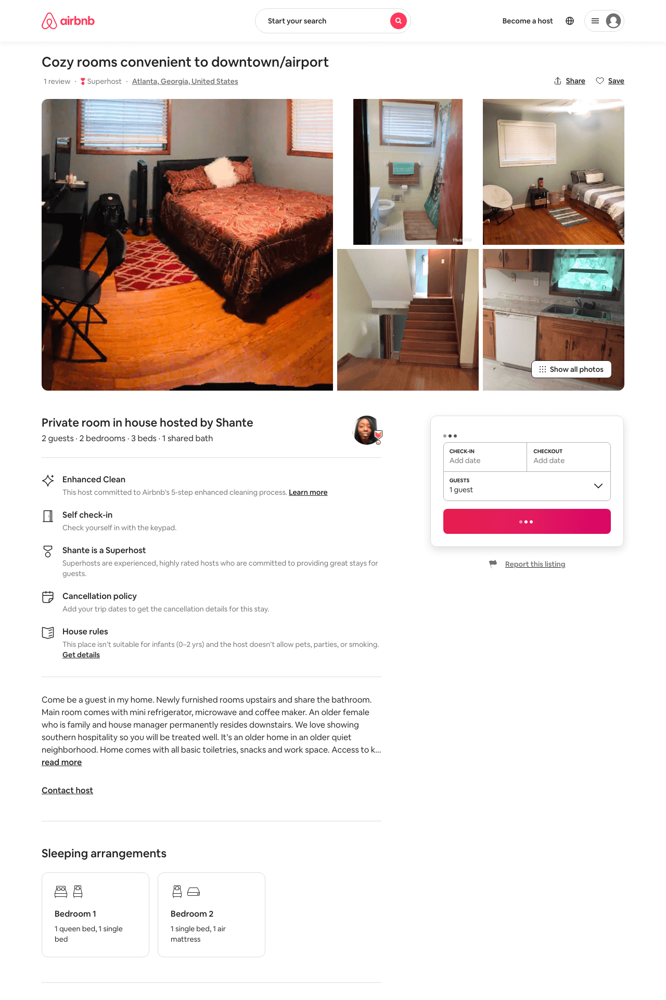 airbnb
Start your search
Become a host
Cozy rooms convenient to downtown/airport
1 review · Superhost · Atlanta, Georgia, United States
Share
Save
Show all photos
Private room in house hosted by Shante
2 guests · 2 bedrooms · 3 beds · 1 shared bath
Enhanced Clean
This host committed to Airbnb's 5-step enhanced cleaning process. Learn more
Self check-in
Check yourself in with the keypad.
Shante is a Superhost
Superhosts are experienced, highly rated hosts who are committed to providing great stays for
guests.
Cancellation policy
Add your trip dates to get the cancellation details for this stay.
House rules
This place isn’t suitable for infants (0–2 yrs) and the host doesn’t allow pets, parties, or smoking.
Get details
CHECK-IN
Add date
CHECKOUT
Add date
GUESTS
1 guest
Report this listing
Come be a guest in my home. Newly furnished rooms upstairs and share the bathroom.
Main room comes with mini refrigerator, microwave and coffee maker. An older female
who is family and house manager permanently resides downstairs. We love showing
southern hospitality so you will be treated well. It’s an older home in an older quiet
neighborhood. Home comes with all basic toiletries, snacks and work space. Access to k...
read more
Contact host
Sleeping arrangements
Bedroom 1
1 queen bed, 1 single
bed
Bedroom 2
1 single bed, 1 air
mattress